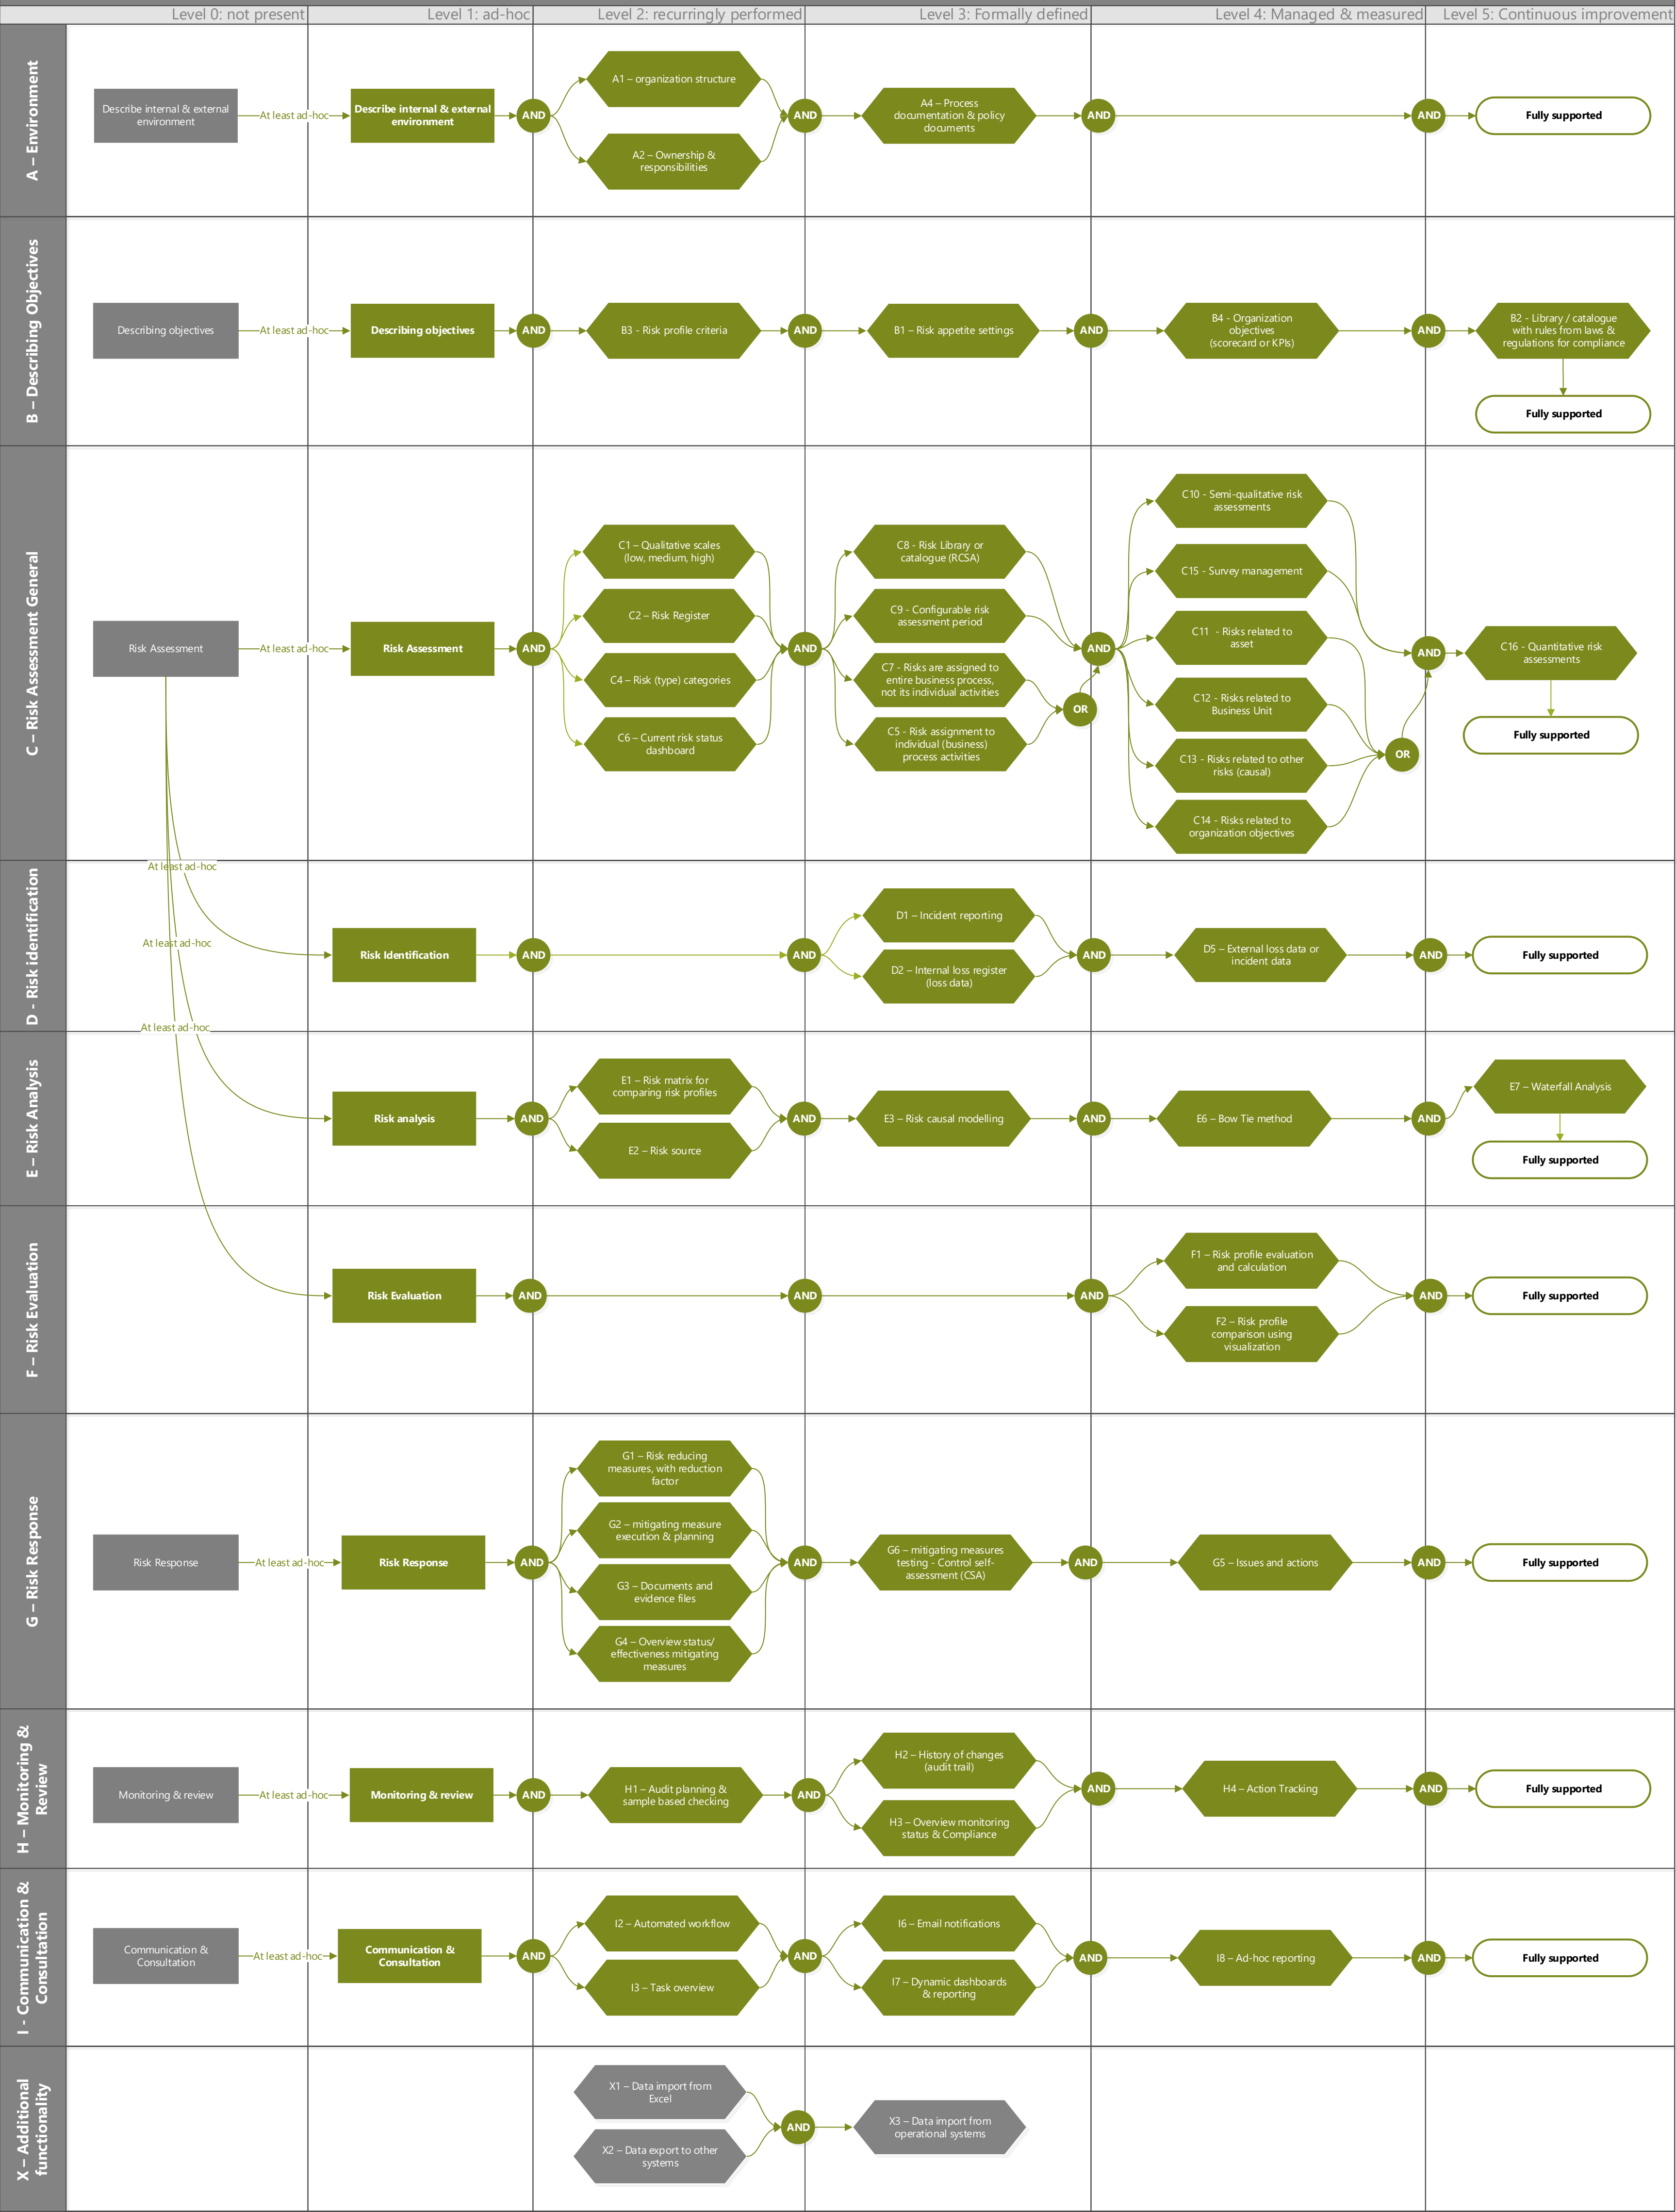 Level 0: not present
Level 1: ad-hoc
Level 2: recurringly performed
Level 3: Formally defined
Level 4: Managed & measured
Level 5: Continuous improvement
A – Environment
Describe internal & external
environment
At least ad-hoc
Describe internal & external
environment
AND
A1 – organization structure
A2 – Ownership &
responsibilities
AND
A4 – Process
documentation & policy
documents
AND
AND
Fully supported
B – Describing Objectives
Describing objectives
At least ad-hoc
Describing objectives
AND
B3 - Risk profile criteria
AND
B1 – Risk appetite settings
AND
B4 - Organization
objectives
(scorecard or KPIs)
AND
B2 - Library / catalogue
with rules from laws &
regulations for compliance
Fully supported
C – Risk Assessment General
Risk Assessment
At least ad-hoc
Risk Assessment
AND
C1 – Qualitative scales
(low, medium, high)
C2 – Risk Register
C4 – Risk (type) categories
C6 – Current risk status
dashboard
AND
C8 - Risk Library or
catalogue (RCSA)
C9 - Configurable risk
assessment period
C7 - Risks are assigned to
entire business process,
not its individual activities
C5 - Risk assignment to
individual (business)
process activities
OR
AND
C10 - Semi-qualitative risk
assessments
C15 - Survey management
C11 - Risks related to
asset
C12 - Risks related to
Business Unit
C13 - Risks related to other
risks (causal)
C14 - Risks related to
organization objectives
OR
AND
C16 - Quantitative risk
assessments
Fully supported
At least ad-hoc
At least ad-hoc
At least ad-hoc
D - Risk identification
Risk Identification
AND
AND
D1 – Incident reporting
D2 – Internal loss register
(loss data)
AND
D5 – External loss data or
incident data
AND
Fully supported
E – Risk Analysis
Risk analysis
AND
E1 – Risk matrix for
comparing risk profiles
E2 – Risk source
AND
E3 – Risk causal modelling
AND
E6 – Bow Tie method
AND
E7 – Waterfall Analysis
Fully supported
F – Risk Evaluation
Risk Evaluation
AND
AND
AND
F1 – Risk profile evaluation
and calculation
F2 – Risk profile
comparison using
visualization
AND
Fully supported
G – Risk Response
Risk Response
At least ad-hoc
Risk Response
AND
G1 – Risk reducing
measures, with reduction
factor
G2 – mitigating measure
execution & planning
G3 – Documents and
evidence files
G4 – Overview status/
effectiveness mitigating
measures
AND
G6 – mitigating measures
testing - Control self-
assessment (CSA)
AND
G5 – Issues and actions
AND
Fully supported
H – Monitoring &
Review
Monitoring & review
At least ad-hoc
Monitoring & review
AND
H1 – Audit planning &
sample based checking
AND
H2 – History of changes
(audit trail)
H3 – Overview monitoring
status & Compliance
AND
H4 – Action Tracking
AND
Fully supported
I - Communication &
Consultation
Communication &
Consultation
At least ad-hoc
Communication &
Consultation
AND
I2 – Automated workflow
I3 – Task overview
AND
I6 – Email notifications
I7 – Dynamic dashboards
& reporting
AND
I8 – Ad-hoc reporting
AND
Fully supported
X – Additional
functionality
X1 – Data import from
Excel
X2 – Data export to other
systems
AND
X3 – Data import from
operational systems